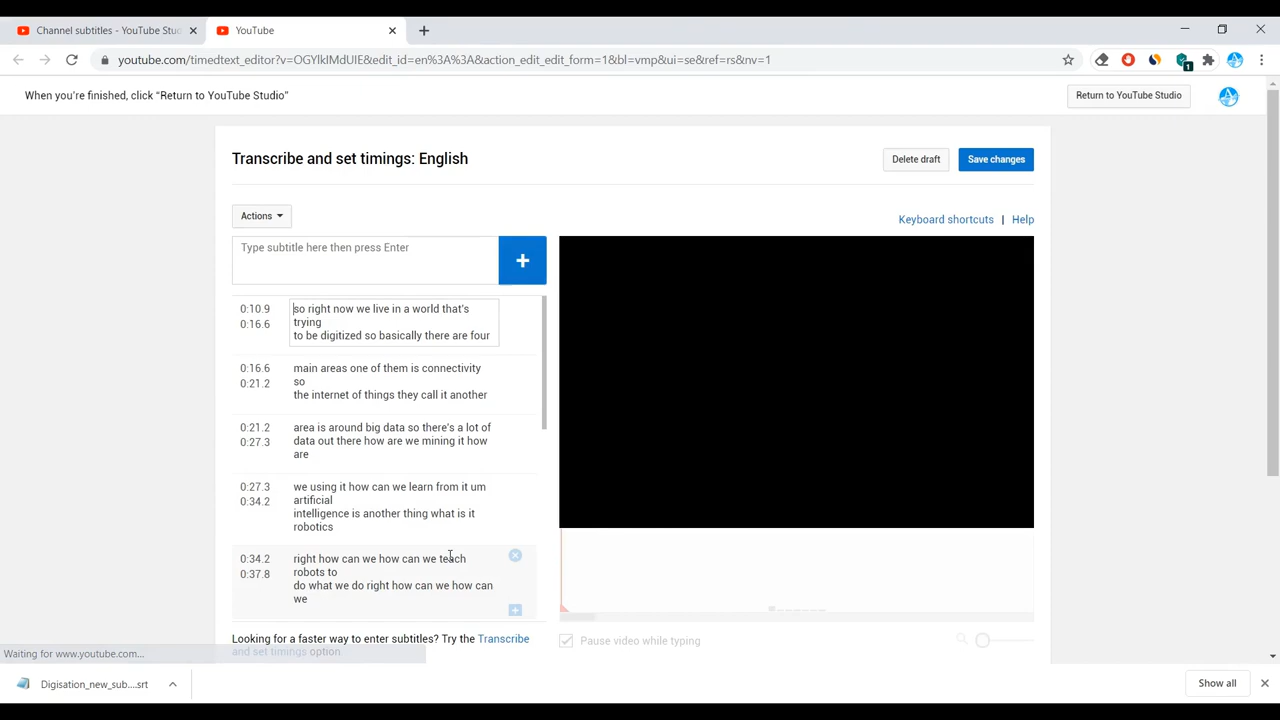 Channel subtitles - YouTube Stu
YouTube
youtube.com/timedtext_editor?v=OGYlkIMdUIE&edit_id=en%3A%3A&action_edit_edit_form=1&bl=vmp&ui=se&ref=rs&nv=1
1
When you're finished, click "Return to YouTube Studio"
Return to YouTube Studio
Transcribe and set timings: English
Delete draft
Save changes
Actions
Keyboard shortcuts | Help
Type subtitle here then press Enter
+
0:10.9 so right now we live in a world that's
0:16.6 trying
to be digitized so basically there are four
0:16.6 main areas one of them is connectivity
0:21.2 so
the internet of things they call it another
0:21.2 area is around big data so there's a lot of
0:27.3 data out there how are we mining it how
are
0:27.3 we using it how can we learn from it um
0:34.2 artificial
intelligence is another thing what is it
robotics
0:34.2 right how can we how can we teach
0:37.8 robots to
do what we do right how can we how can
we
Looking for a faster way to enter subtitles? Try the Transcribe
and set timings option.
Pause video while typing
Waiting for www.youtube.com...
Digisation_new_sub....srt
Show all